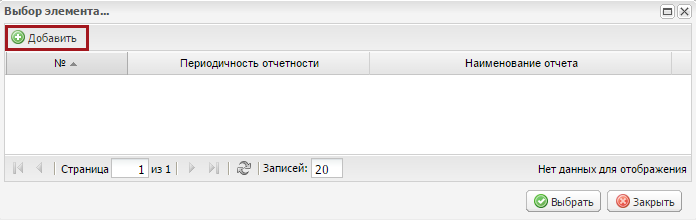 Выбор элемента...
Добавить
№ Периодичность отчетности Наименование отчета
Страница 1 из 1 Записей: 20 Нет данных для отображения
Выбрать Закрыть